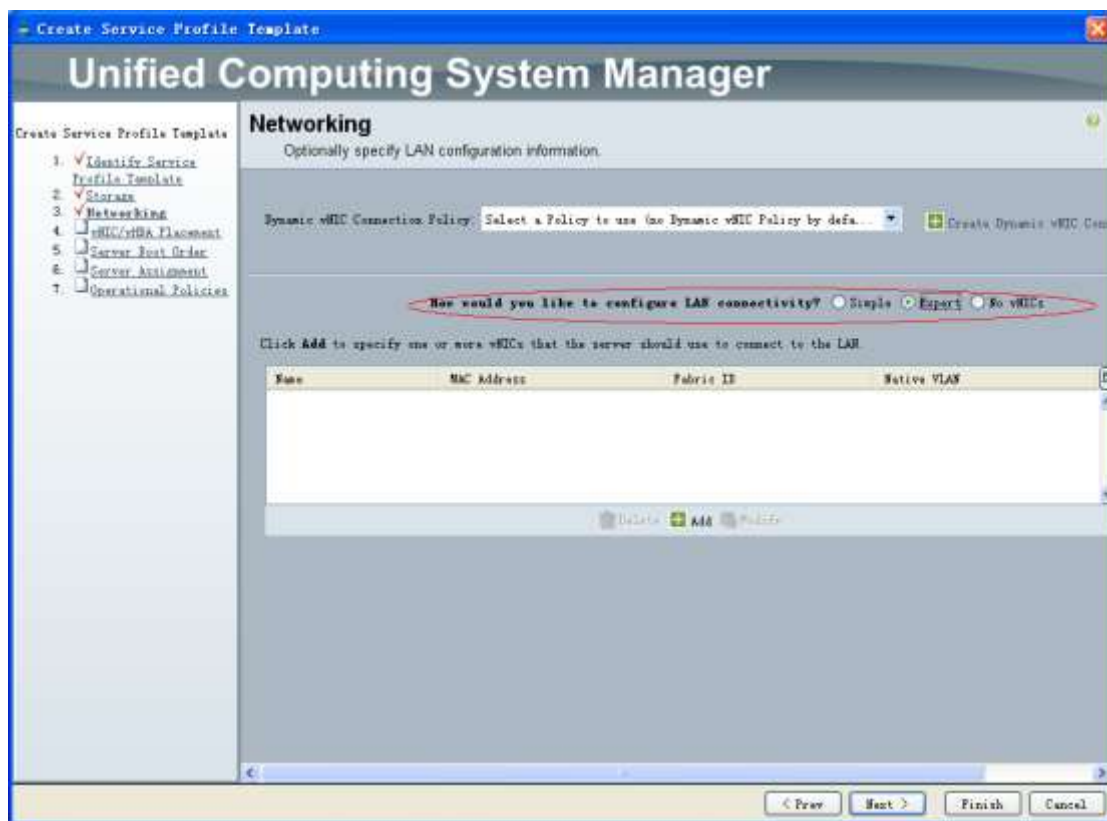 Create Service Profile Template
Unified Computing System Manager
Create Service Profile Template
1. Identify Service
Profile Template
2. Storage
3. Networking
4. vNIC/vHBA Placement
5. Server Boot Order
6. Server Assignment
7. Operational Policies
Networking
Optionally specify LAN configuration information.
Dynamic vNIC Connection Policy: Select a Policy to use (no Dynamic vNIC Policy by defa... Create Dynamic vNIC Con
How would you like to configure LAN connectivity? Simple Expert No vNICs
Click Add to specify one or more vNICs that the server should use to connect to the LAN.
Name MAC Address Fabric ID Native VLAN
Delete Add Modify
< Prev Next > Finish Cancel